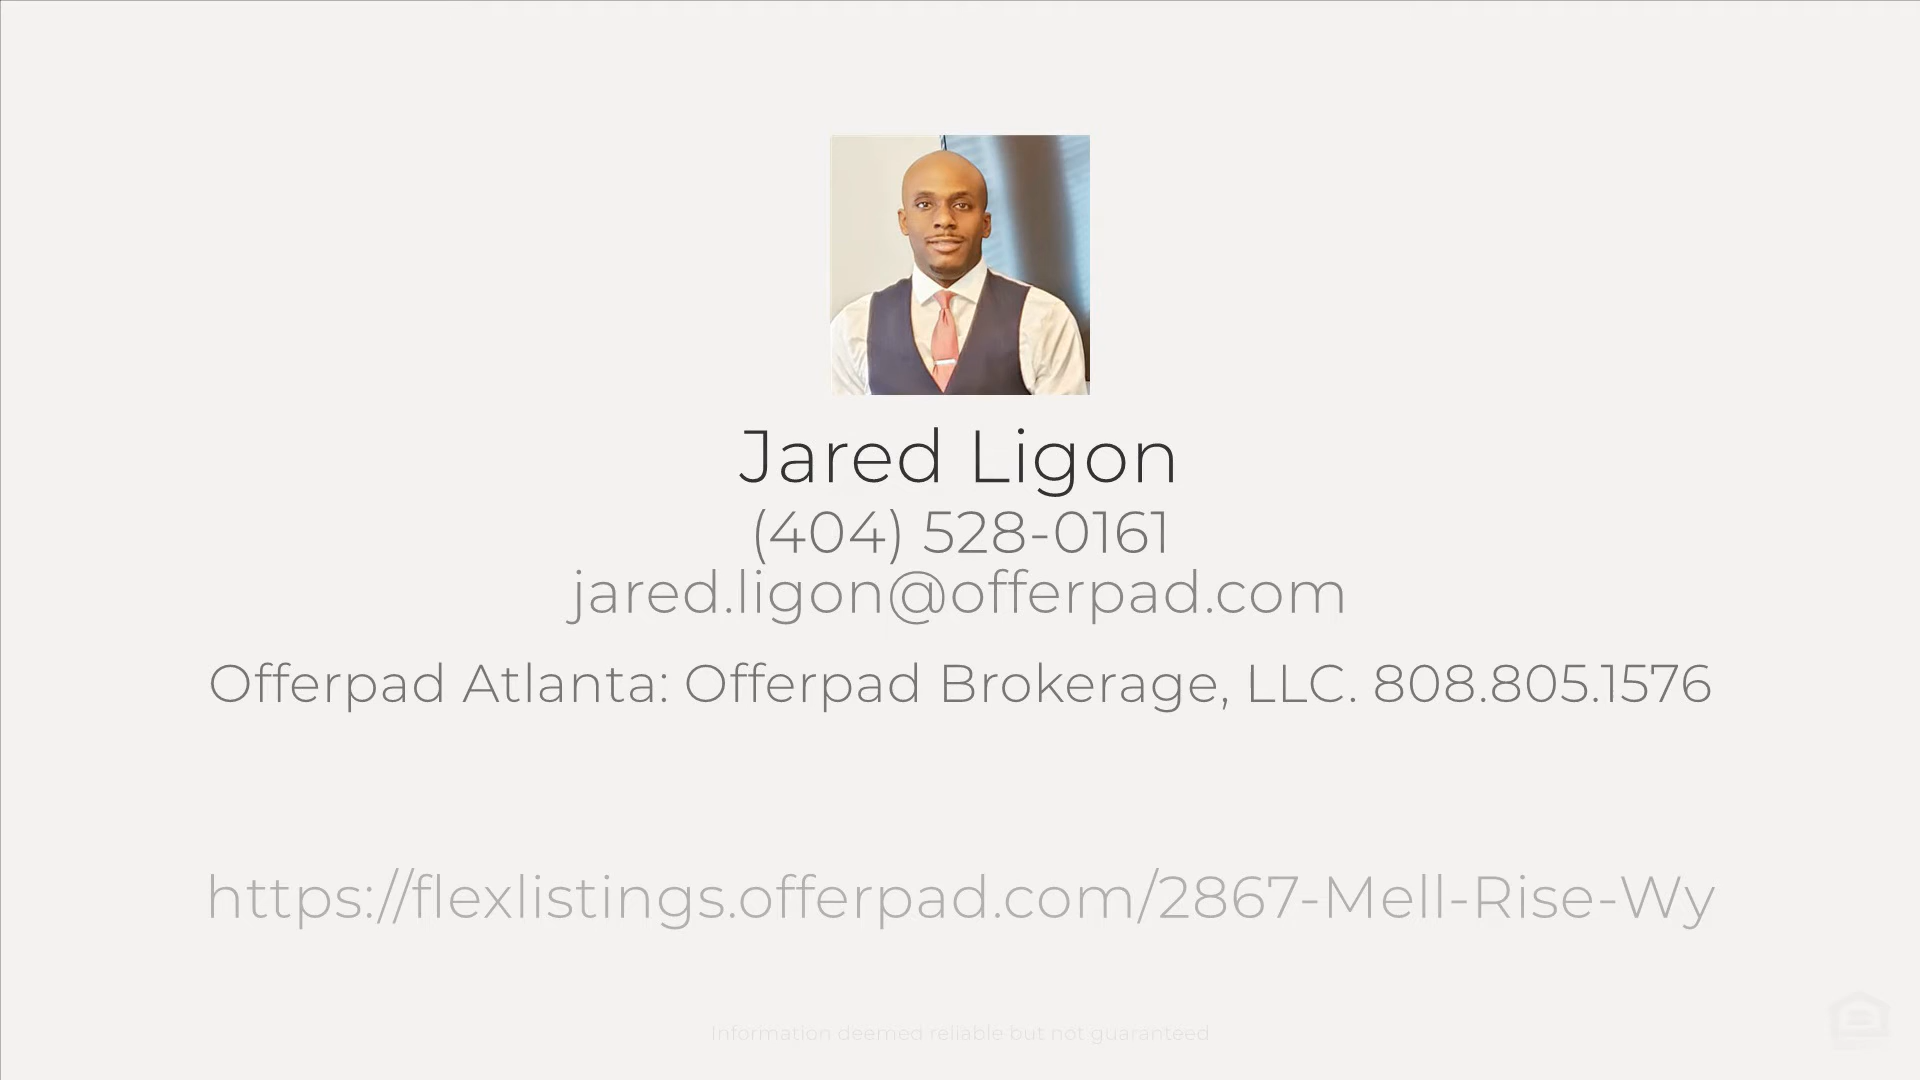 Jared Ligon
(404) 528-0161
jared.ligon@offerpad.com
Offerpad Atlanta: Offerpad Brokerage, LLC. 808.805.1576
https://flexlistings.offerpad.com/2867-Mell-Rise-Wy
Information deemed reliable but not guaranteed